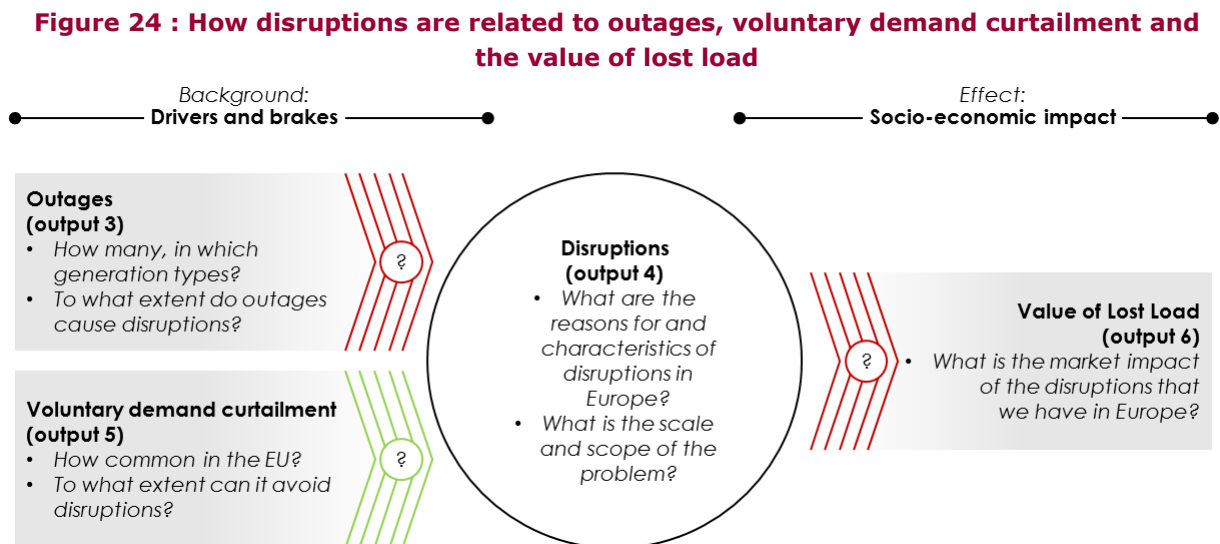 Figure 24 : How disruptions are related to outages, voluntary demand curtailment and
the value of lost load
Background:
Drivers and brakes
Effect:
Socio-economic impact
Outages
(output 3)
• How many, in which
generation types?
• To what extent do outages
cause disruptions?
?
Voluntary demand curtailment
(output 5)
• How common in the EU?
• To what extent can it avoid
disruptions?
?
Disruptions
(output 4)
• What are the
reasons for and
characteristics of
disruptions in
Europe?
• What is the scale
and scope of the
problem?
?
Value of Lost Load
(output 6)
• What is the market impact
of the disruptions that
we have in Europe?